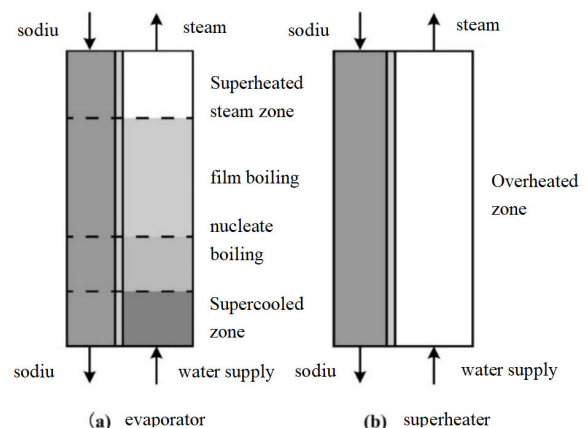 sodiu
steam
sodiu
steam
Superheated
steam zone
film boiling
nucleate
boiling
Supercooled
zone
Overheated
zone
sodiu
water supply
sodiu
water supply
(a) evaporator
(b) superheater